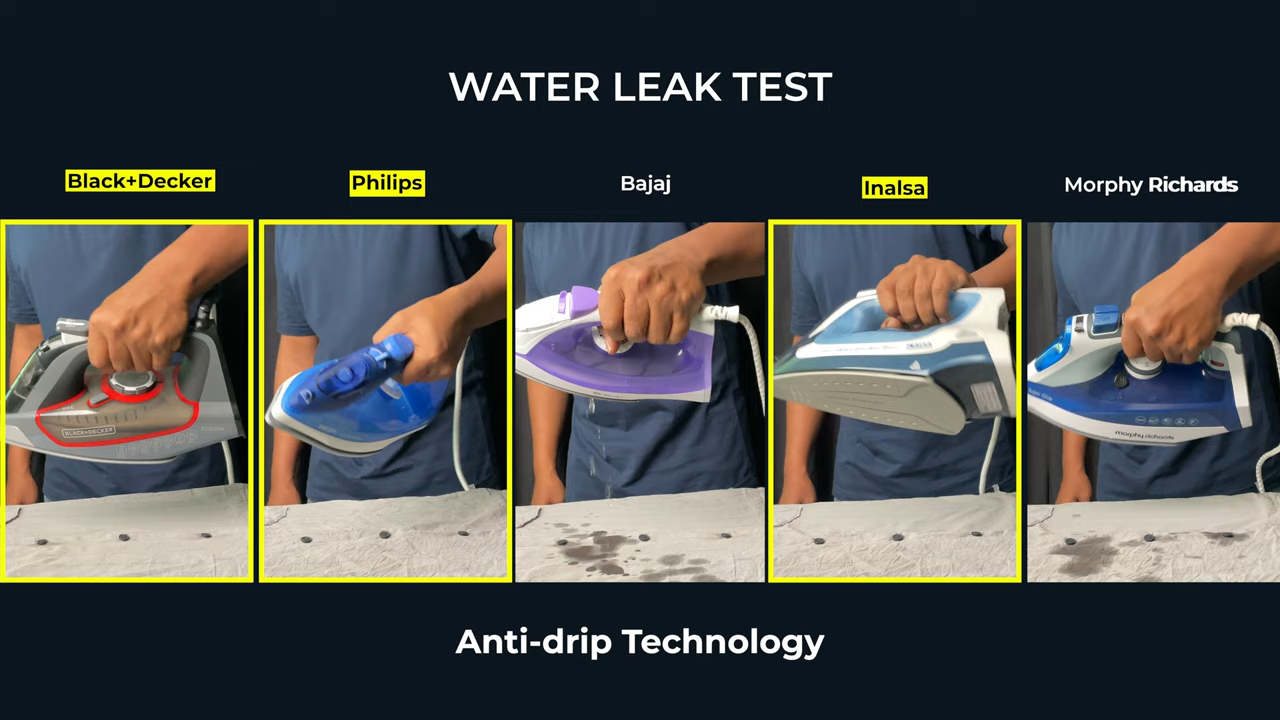 WATER LEAK TEST
Black+Decker
Philips
Bajaj
Inalsa
Morphy Richards
BLACK+DECKER
morphy richards
Anti-drip Technology